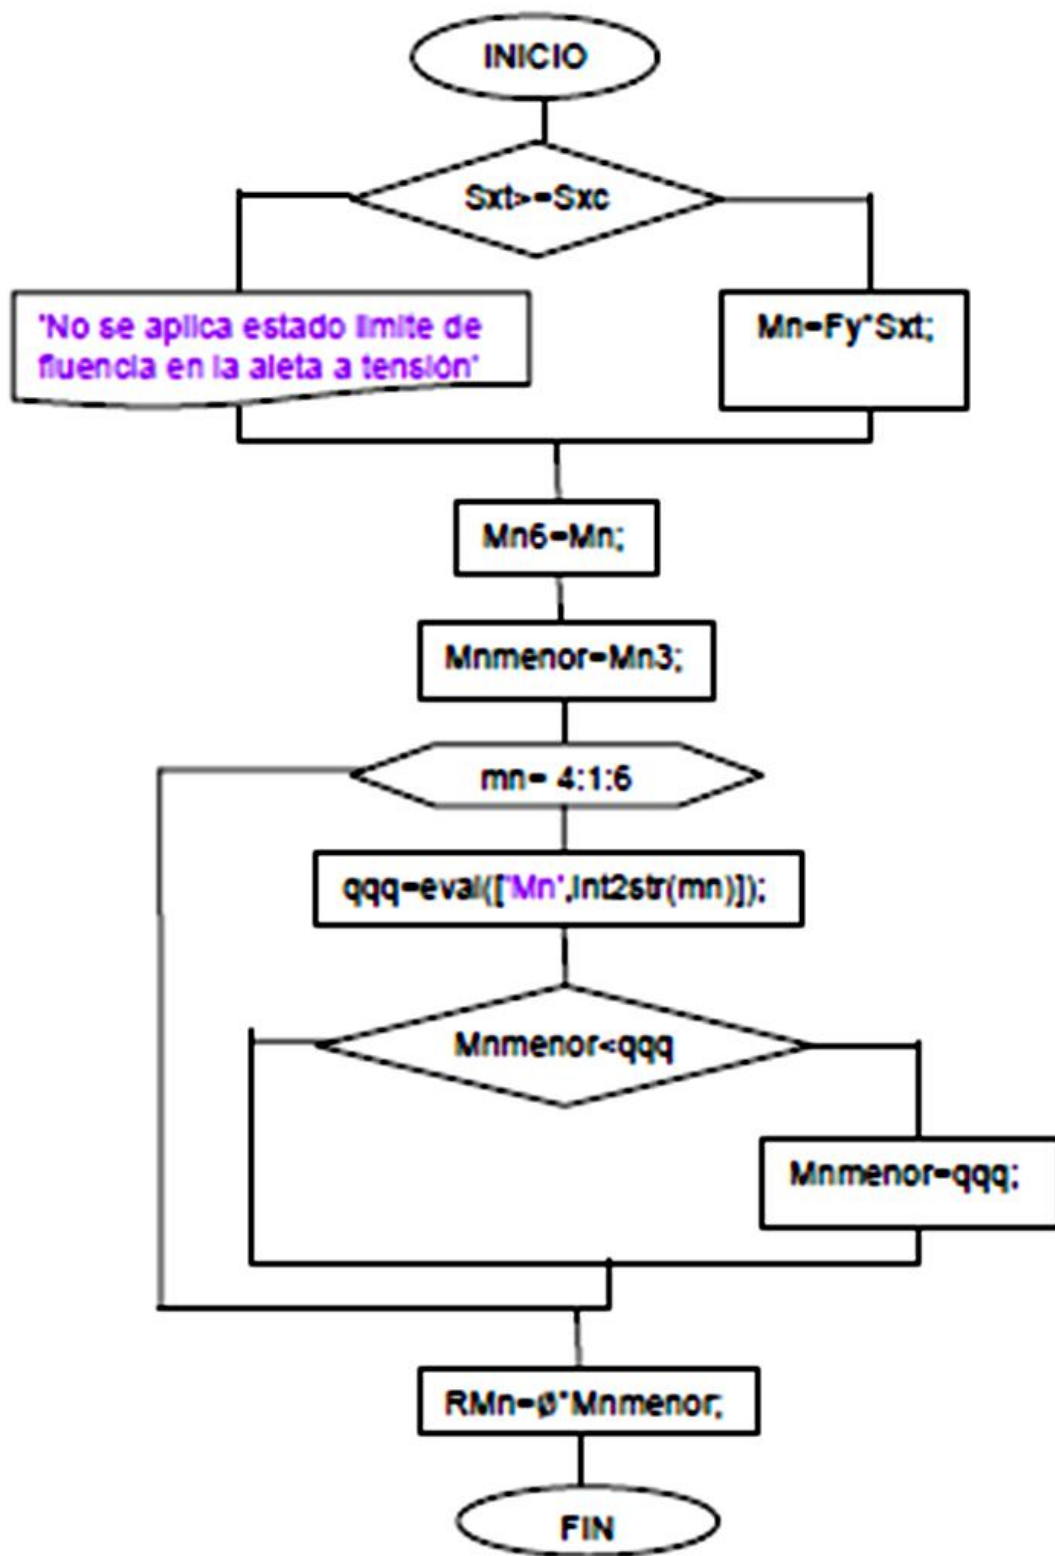 INICIO
Sxt>=Sxc
"No se aplica estado limite de
fluencia en la aleta a tensión"
Mn=Fy*Sxt;
Mn6=Mn;
Mnmenor=Mn3;
mn= 4:1:6
qqq=eval(["Mn",int2str(mn)]);
Mnmenor<qqq
Mnmenor=qqq;
RMn=ø*Mnmenor;
FIN